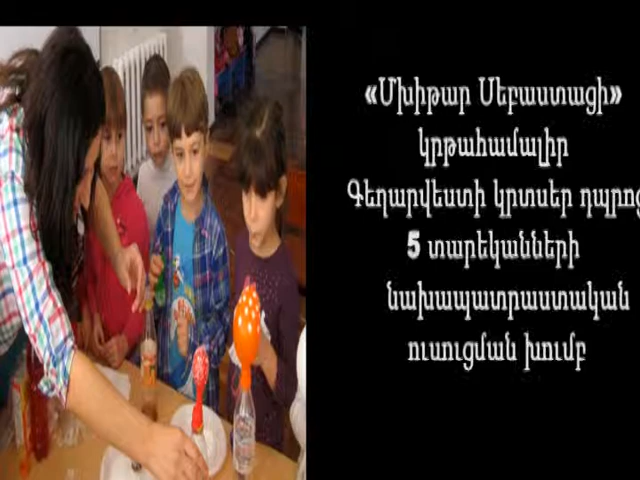 «Մխիթար Սեբաստացի»
կրթահամալիր
Գեղարվեստի կրտսեր դպրոց
5 տարեկանների
նախապատրաստական
ուսուցման խումբ